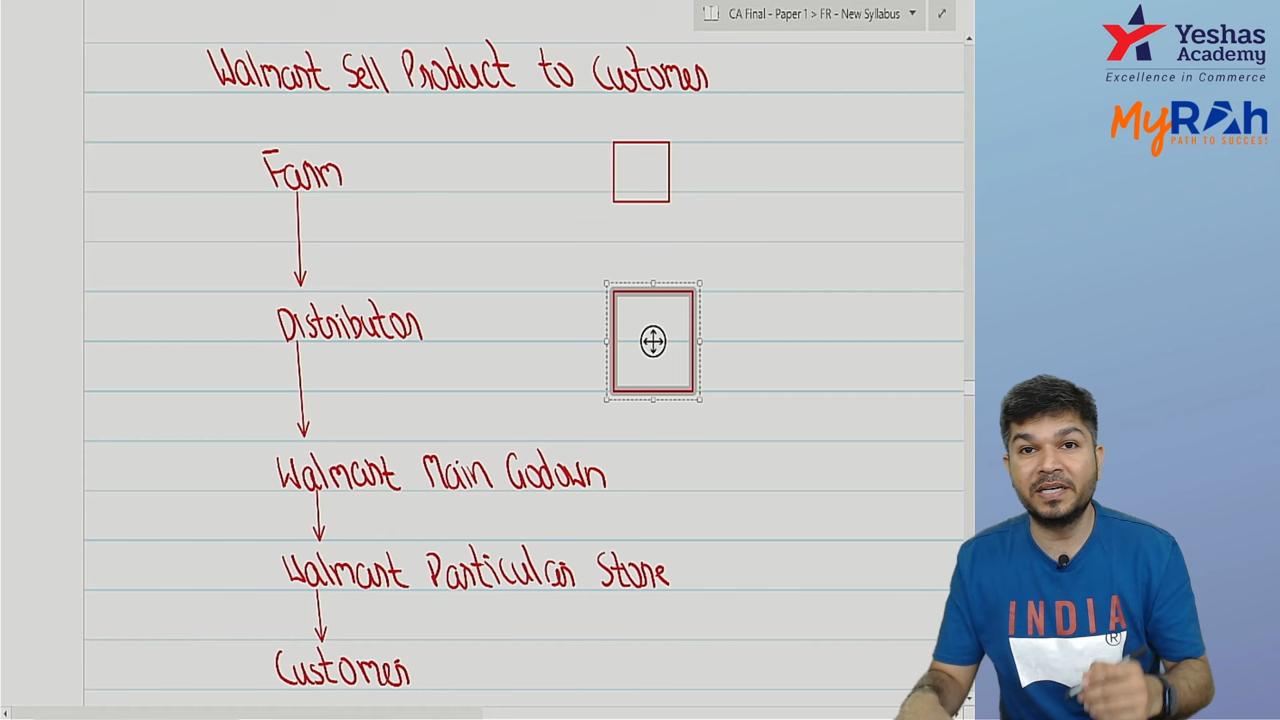 CA Final - Paper 1 > FR - New Syllabus
Yeshas
Academy
Excellence in Commerce
MyRAh
PATH TO SUCCESS
Walmart Sell Product to Customer
Farm
Distributor
Walmart Main Godown
Walmart Particular Store
Customer
INDIA
®